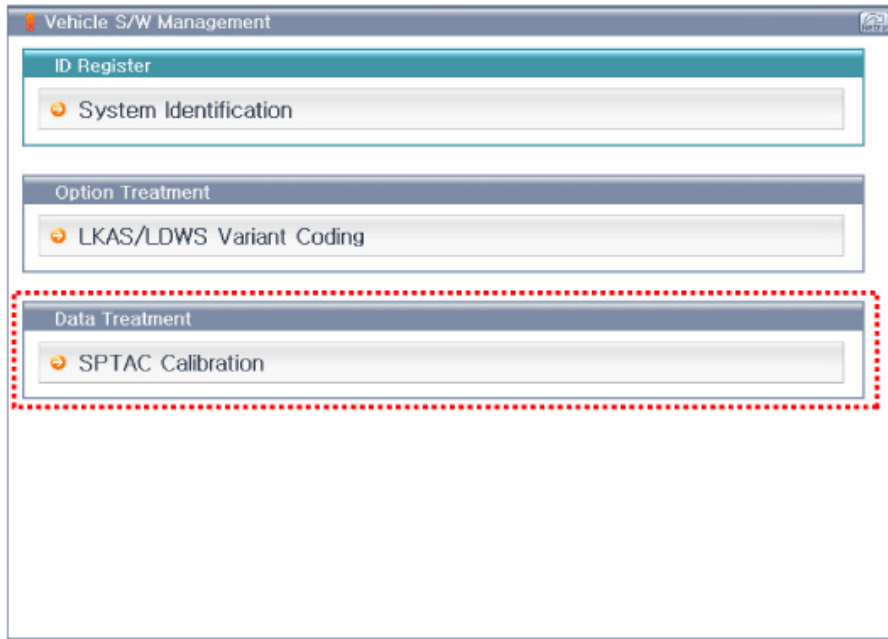 Vehicle S/W Management
ID Register
System Identification
Option Treatment
LKAS/LDWS Variant Coding
Data Treatment
SPTAC Calibration